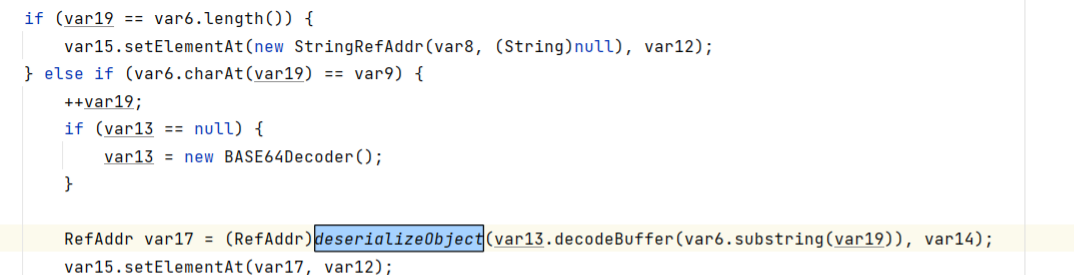 if (var19 == var6.length()) {
var15.setElementAt(new StringRefAddr(var8, (String)null), var12);
} else if (var6.charAt(var19) == var9) {
++var19;
if (var13 == null) {
var13 = new BASE64Decoder();
}
RefAddr var17 = (RefAddr)deserializeObject(var13.decodeBuffer(var6.substring(var19)), var14);
var15.setElementAt(var17, var12);